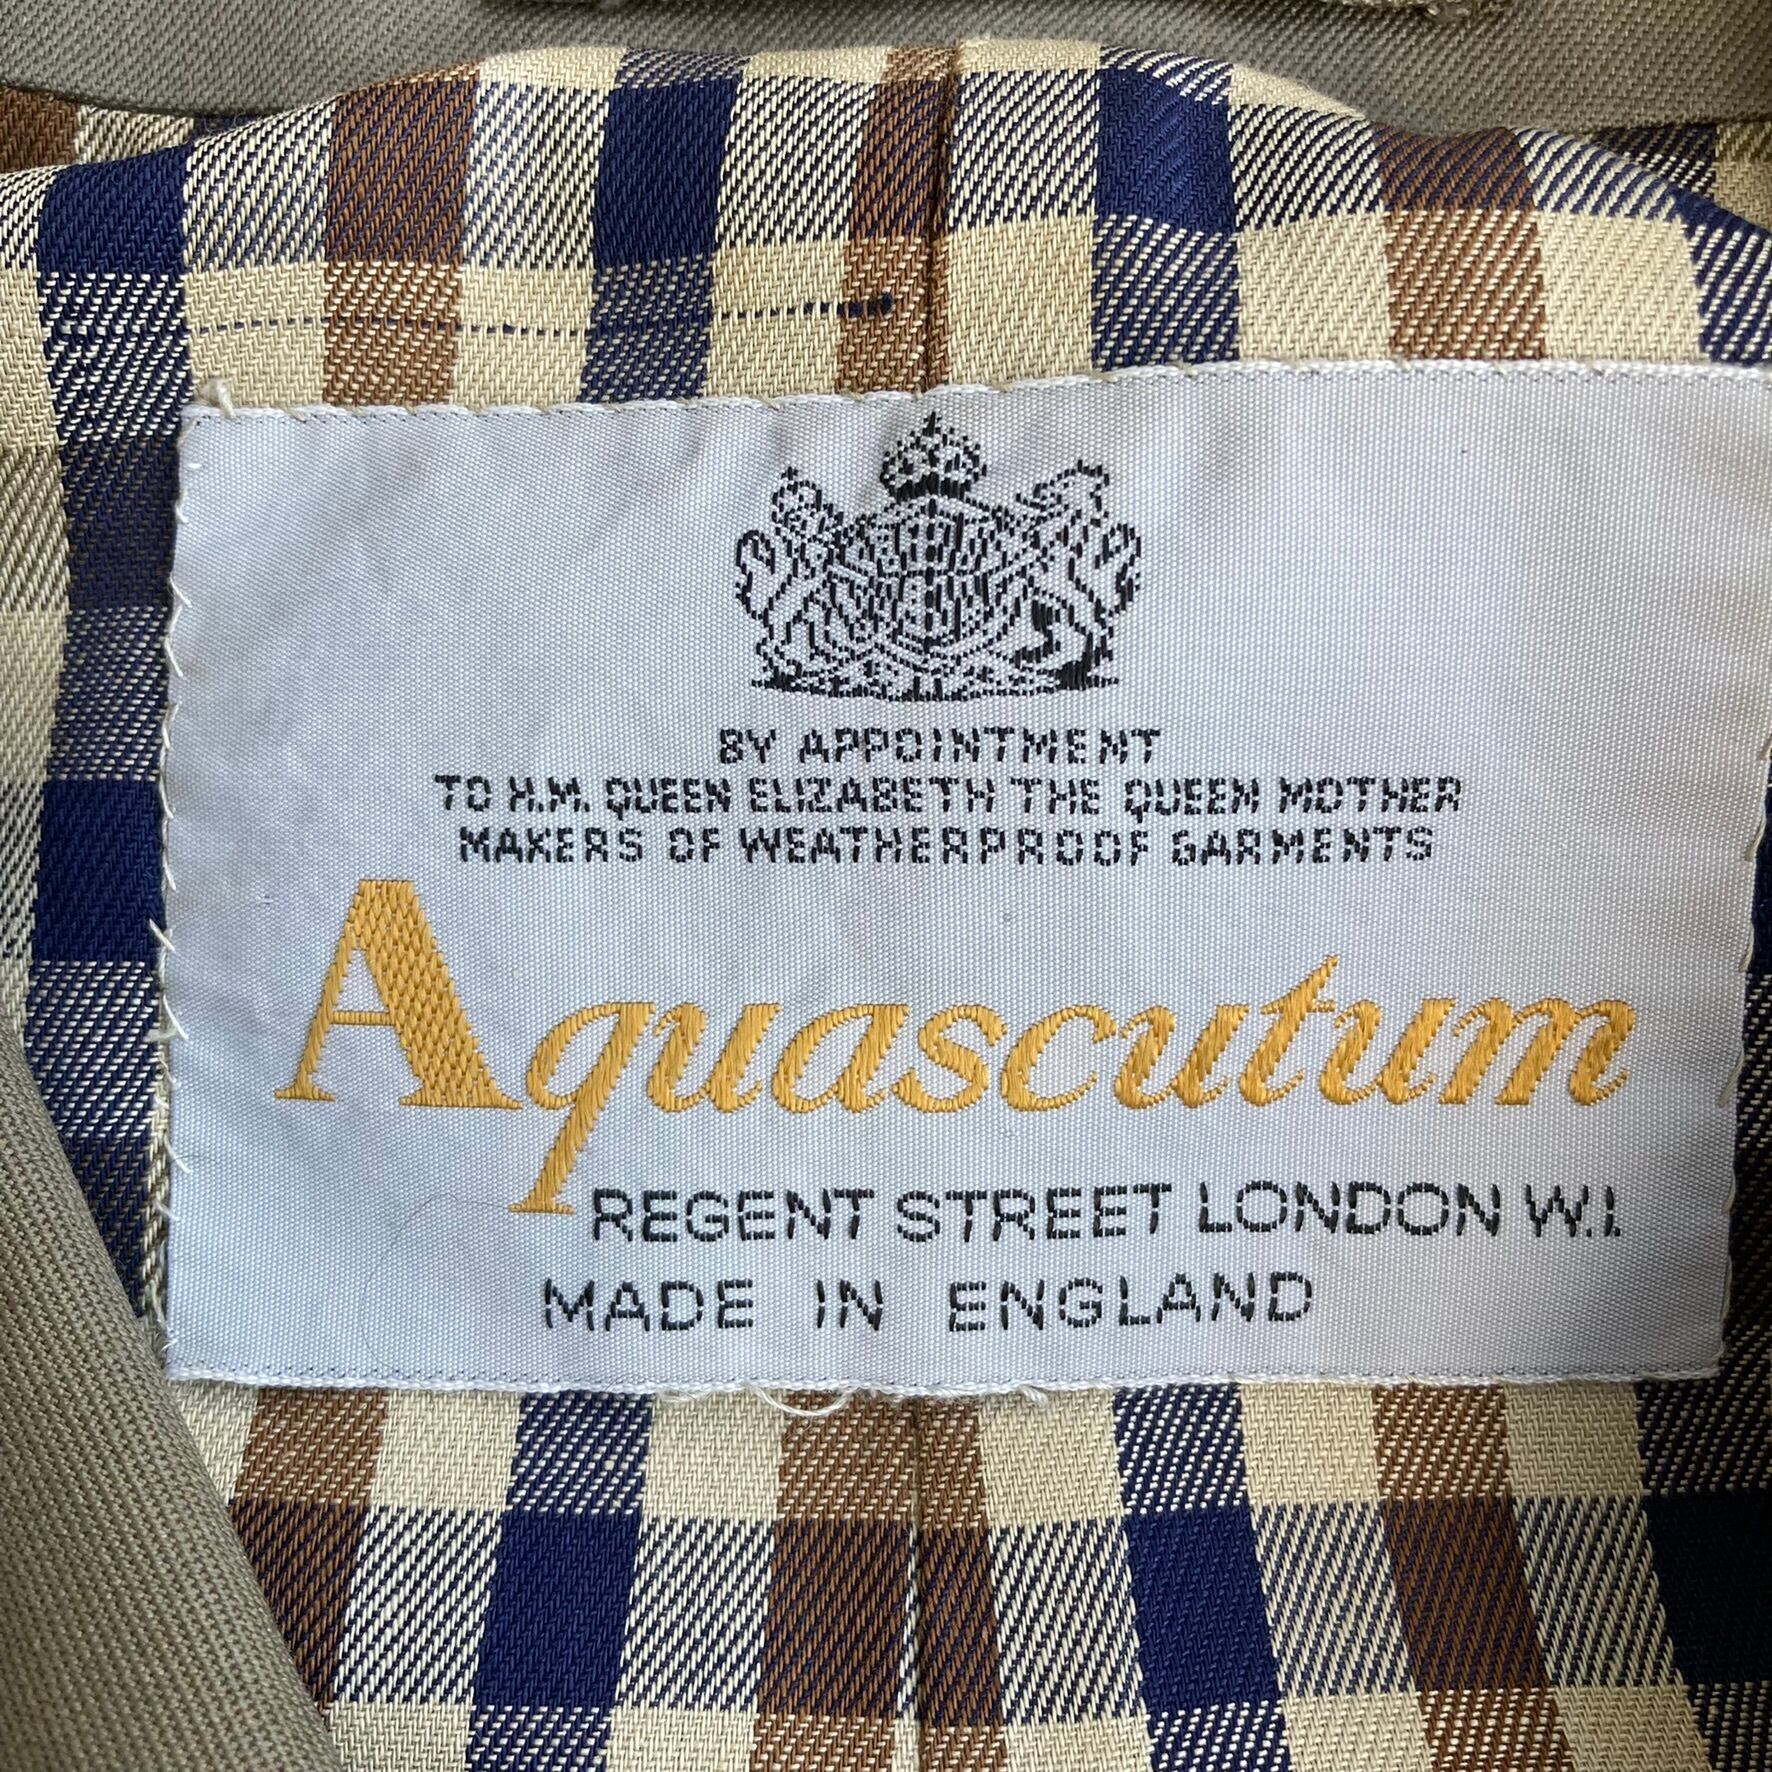 BY APPOINTMENT
TO H.M. QUEEN ELIZABETH THE QUEEN MOTHER
MAKERS OF WEATHERPROOF GARMENTS
Aquascutum
REGENT STREET LONDON W.1.
MADE IN ENGLAND